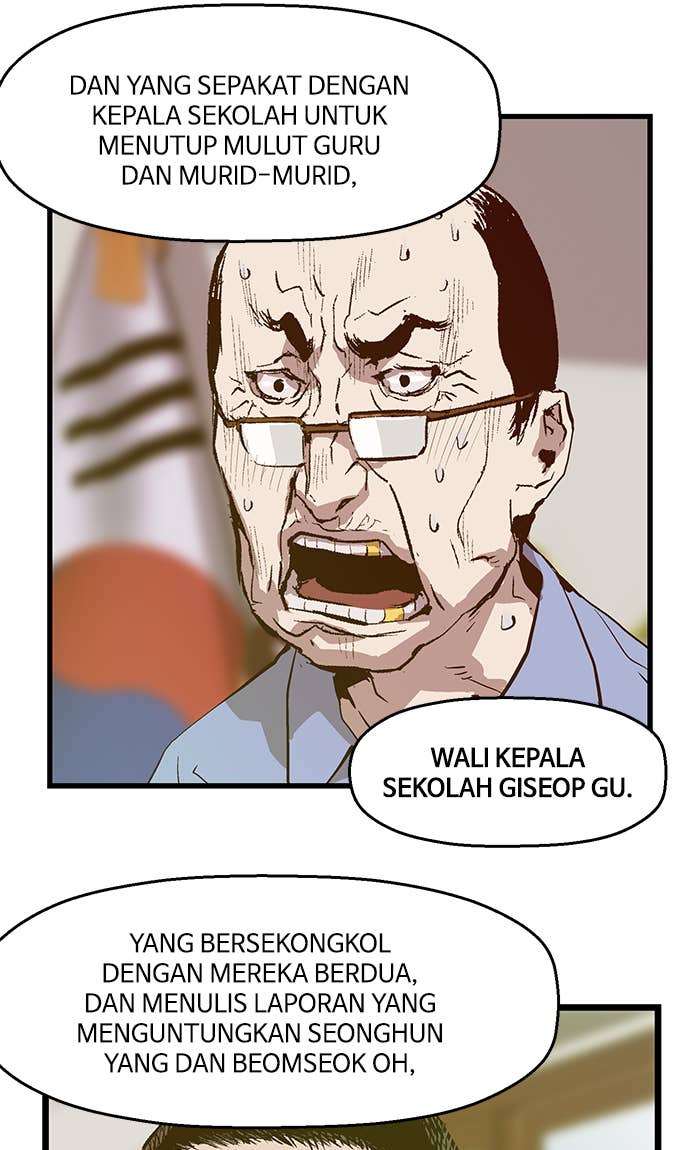 DAN YANG SEPAKAT DENGAN
KEPALA SEKOLAH UNTUK
MENUTUP MULUT GURU
DAN MURID-MURID,
WALI KEPALA
SEKOLAH GISEOP GU.
YANG BERSEKONGKOL
DENGAN MEREKA BERDUA,
DAN MENULIS LAPORAN YANG
MENGUNTUNGKAN SEONGHUN
YANG DAN BEOMSEOK OH,